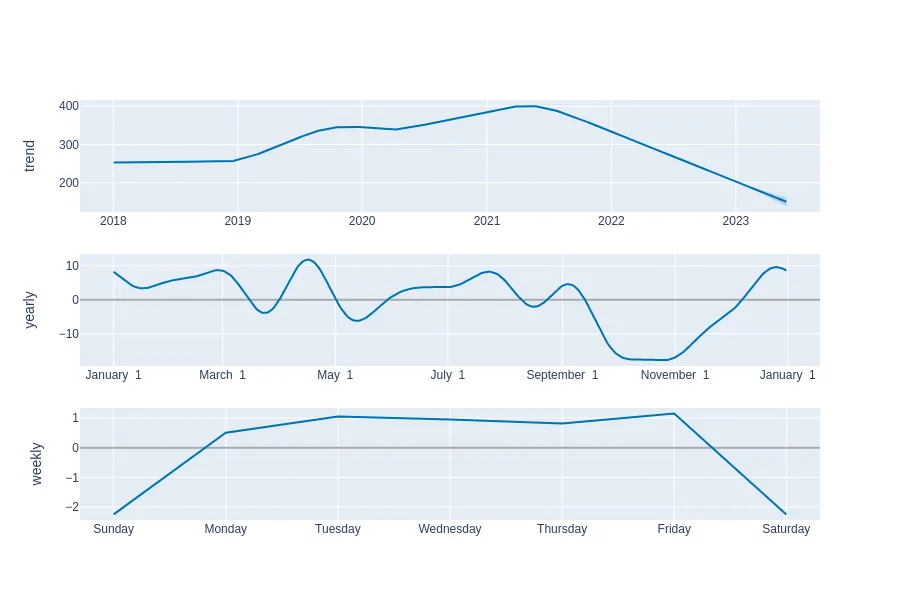 trend
400
300
200
2018 2019 2020 2021 2022 2023
yearly
10
0
−10
January 1 March 1 May 1 July 1 September 1 November 1 January 1
weekly
1
0
−1
−2
Sunday Monday Tuesday Wednesday Thursday Friday Saturday